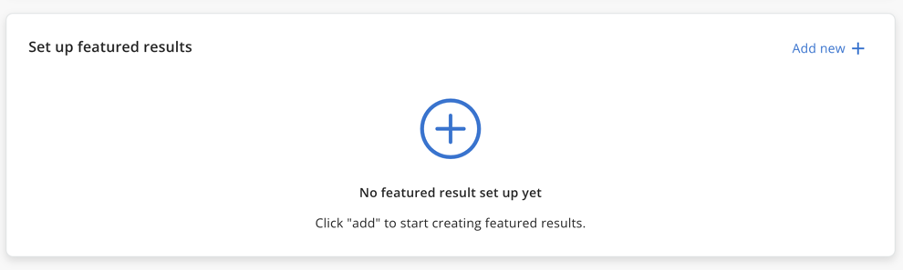 Set up featured results
Add new
No featured result set up yet
Click "add" to start creating featured results.